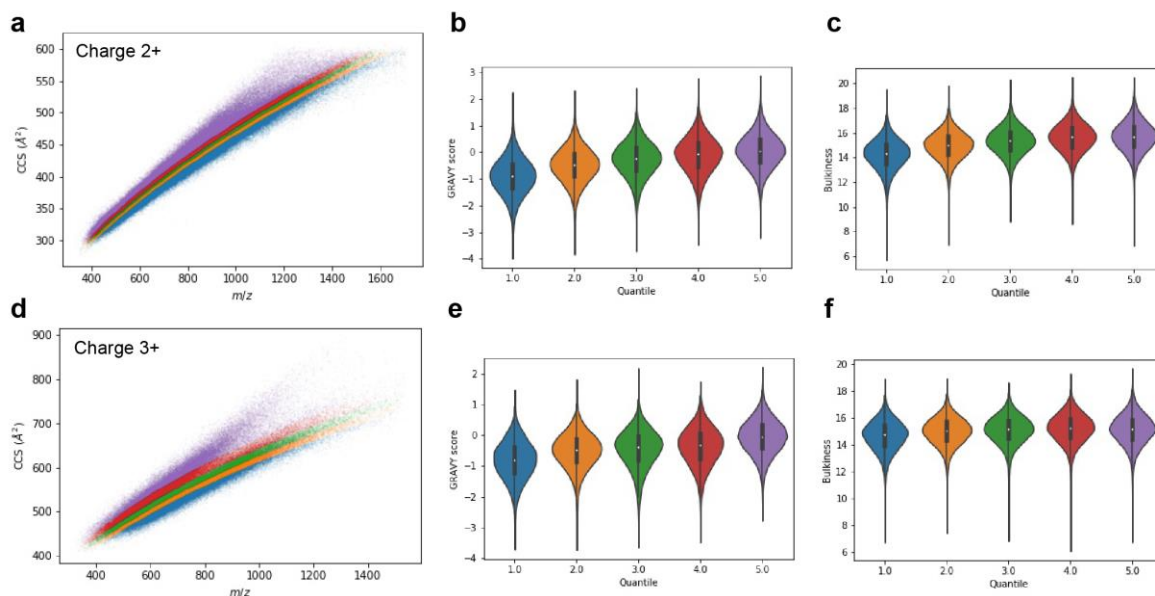 a
Charge 2+
600
550
500
450
400
350
300
CCS (Å²)
400 600 800 1000 1200 1400 1600
m/z
b
3
2
1
0
−1
−2
−3
−4
GRAVY score
1.0 2.0 3.0 4.0 5.0
Quantile
c
20
18
16
14
12
10
8
6
Bulkiness
1.0 2.0 3.0 4.0 5.0
Quantile
d
Charge 3+
900
800
700
600
500
400
CCS (Å²)
400 600 800 1000 1200 1400
m/z
e
2
1
0
−1
−2
−3
−4
GRAVY score
1.0 2.0 3.0 4.0 5.0
Quantile
f
20
18
16
14
12
10
8
6
Bulkiness
1.0 2.0 3.0 4.0 5.0
Quantile